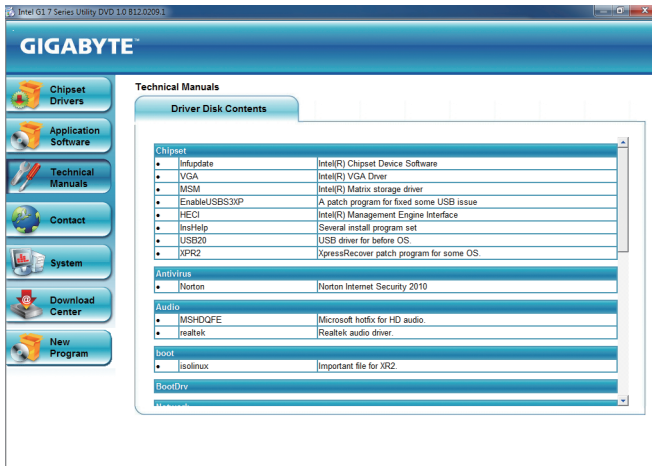 Intel G1 7 Series Utility DVD 1.0 B12.0209.1
GIGABYTE™
Chipset
Drivers
Application
Software
Technical
Manuals
Contact
System
Download
Center
New
Program
Technical Manuals
Driver Disk Contents
Chipset
• Infupdate Intel(R) Chipset Device Software
• VGA Intel(R) VGA Driver
• MSM Intel(R) Matrix storage driver
• EnableUSBS3XP A patch program for fixed some USB issue
• HECI Intel(R) Management Engine Interface
• InsHelp Several install program set
• USB20 USB driver for before OS.
• XPR2 XpressRecover patch program for some OS.
Antivirus
• Norton Norton Internet Security 2010
Audio
• MSHDQFE Microsoft hotfix for HD audio.
• realtek Realtek audio driver.
boot
• isolinux Important file for XR2.
BootDrv